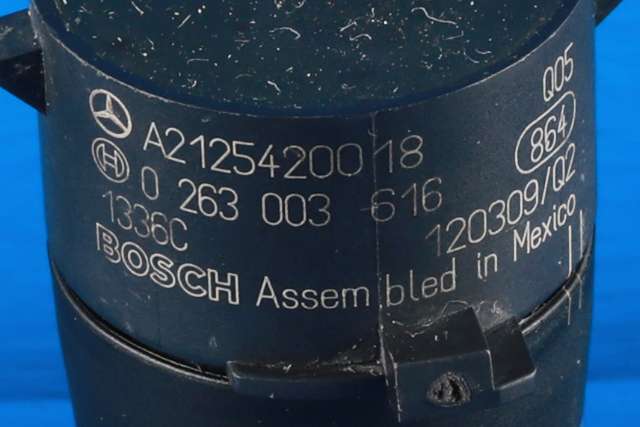 A2125420018
0 263 003 616
1336C
BOSCH Assembled in Mexico
Q05
864
120309/Q2